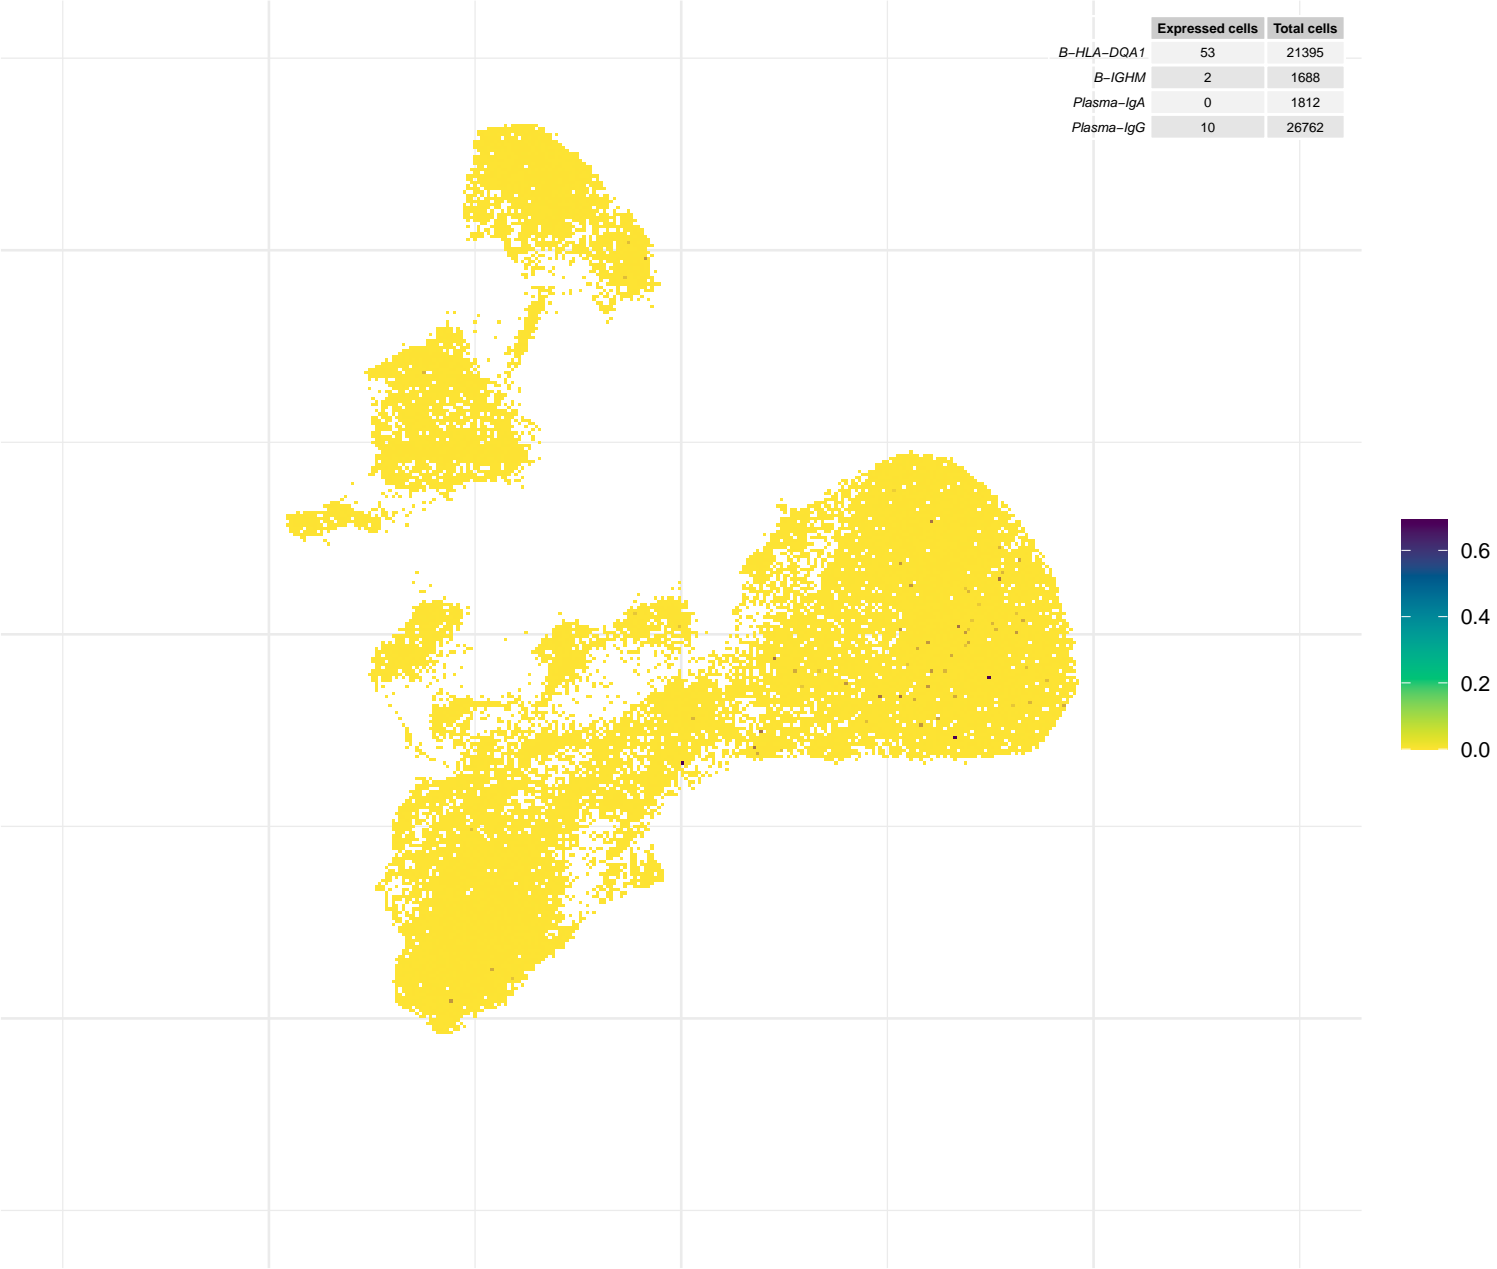 Expressed cells Total cells
B−HLA−DQA1 53 21395
B−IGHM 2 1688
Plasma−IgA 0 1812
Plasma−IgG 10 26762
0.6
0.4
0.2
0.0